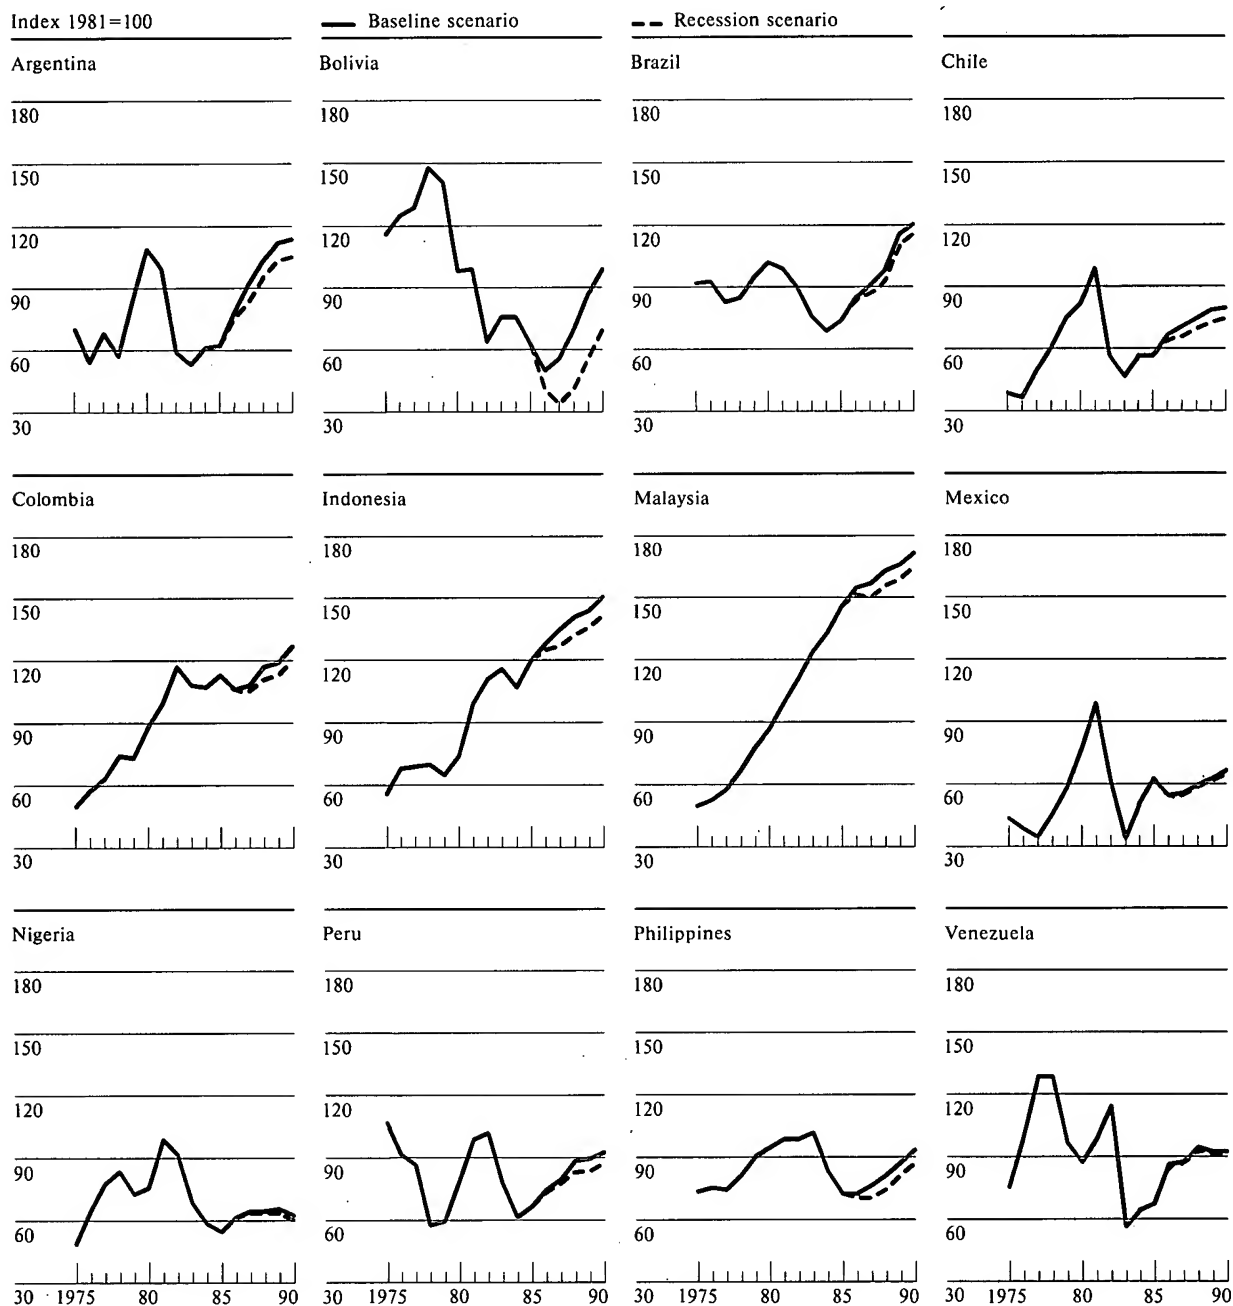 Index 1981=100 Baseline scenario Recession scenario
Argentina Bolivia Brazil Chile
180 180 180 180
150 150 150 150
120 120 120 120
90 90 90 90
60 60 60 60
30 30 30 30
Colombia Indonesia Malaysia Mexico
180 180 180 180
150 150 150 150
120 120 120 120
90 90 90 90
60 60 60 60
30 30 30 30
Nigeria Peru Philippines Venezuela
180 180 180 180
150 150 150 150
120 120 120 120
90 90 90 90
60 60 60 60
30 1975 80 85 90 30 1975 80 85 90 30 1975 80 85 90 30 1975 80 85 90